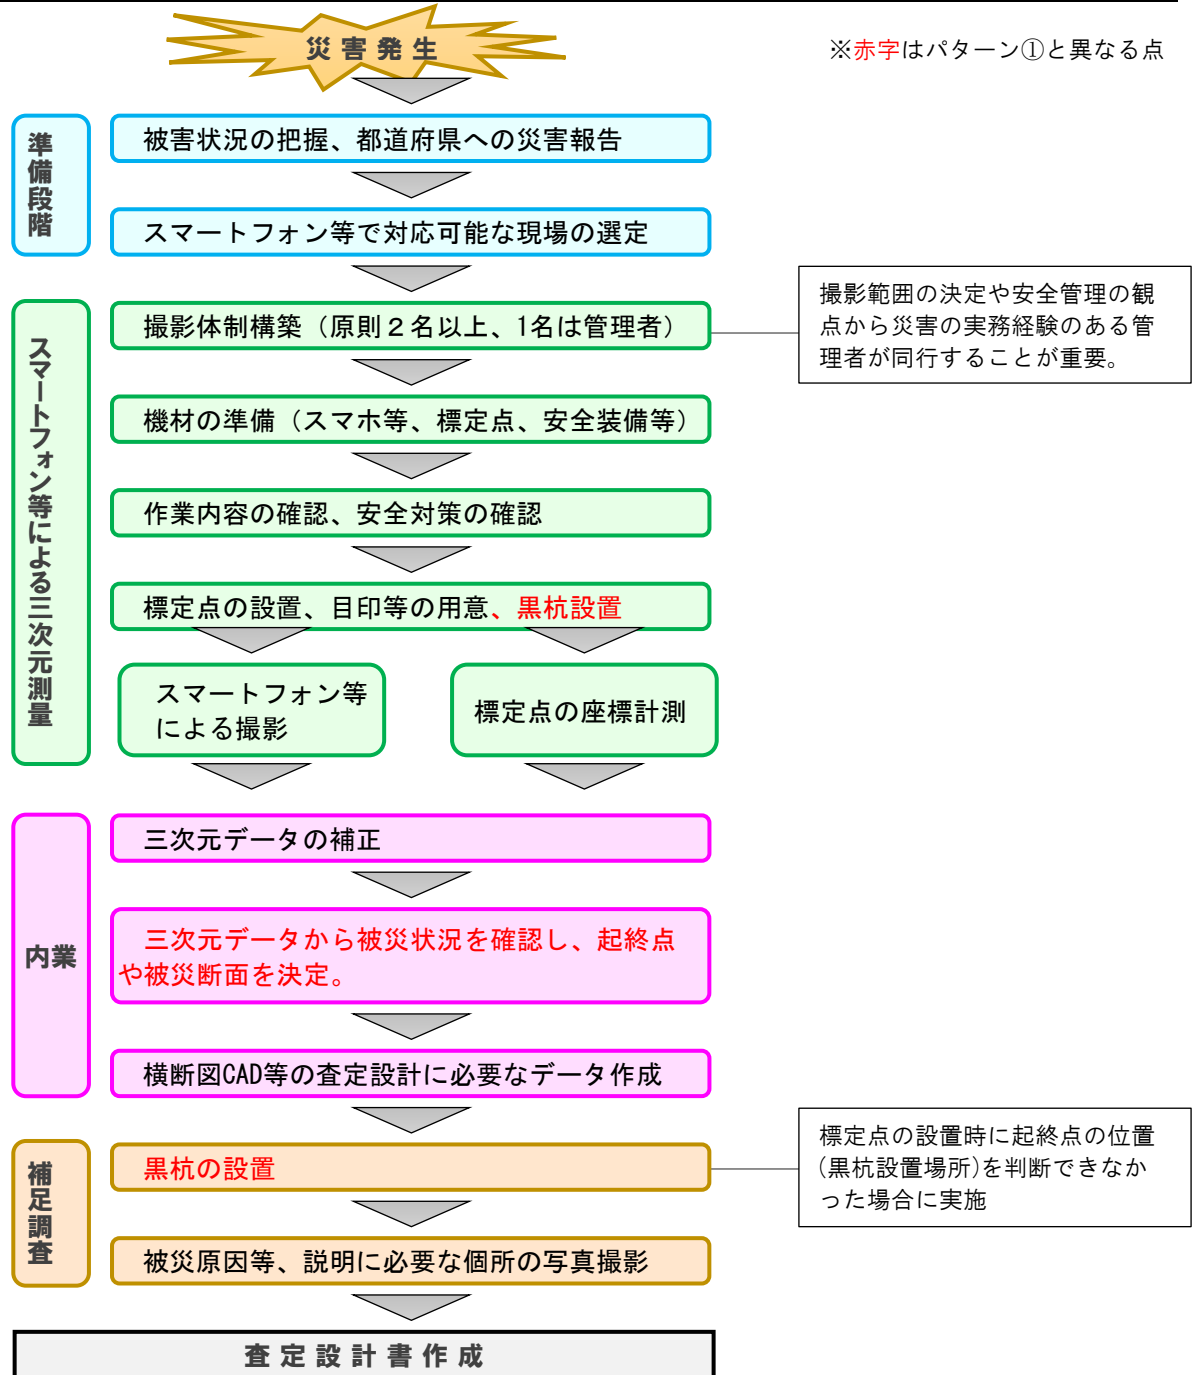 災害発生
※赤字はパターン①と異なる点
準備段階
被害状況の把握、都道府県への災害報告
スマートフォン等で対応可能な現場の選定
スマートフォン等による三次元測量
撮影体制構築（原則２名以上、1名は管理者）
撮影範囲の決定や安全管理の観
点から災害の実務経験のある管
理者が同行することが重要。
機材の準備（スマホ等、標定点、安全装備等）
作業内容の確認、安全対策の確認
標定点の設置、目印等の用意、黒杭設置
スマートフォン等
による撮影
標定点の座標計測
内業
三次元データの補正
三次元データから被災状況を確認し、起終点
や被災断面を決定。
横断図CAD等の査定設計に必要なデータ作成
補足調査
黒杭の設置
標定点の設置時に起終点の位置
(黒杭設置場所)を判断できなか
った場合に実施
被災原因等、説明に必要な個所の写真撮影
査定設計書作成